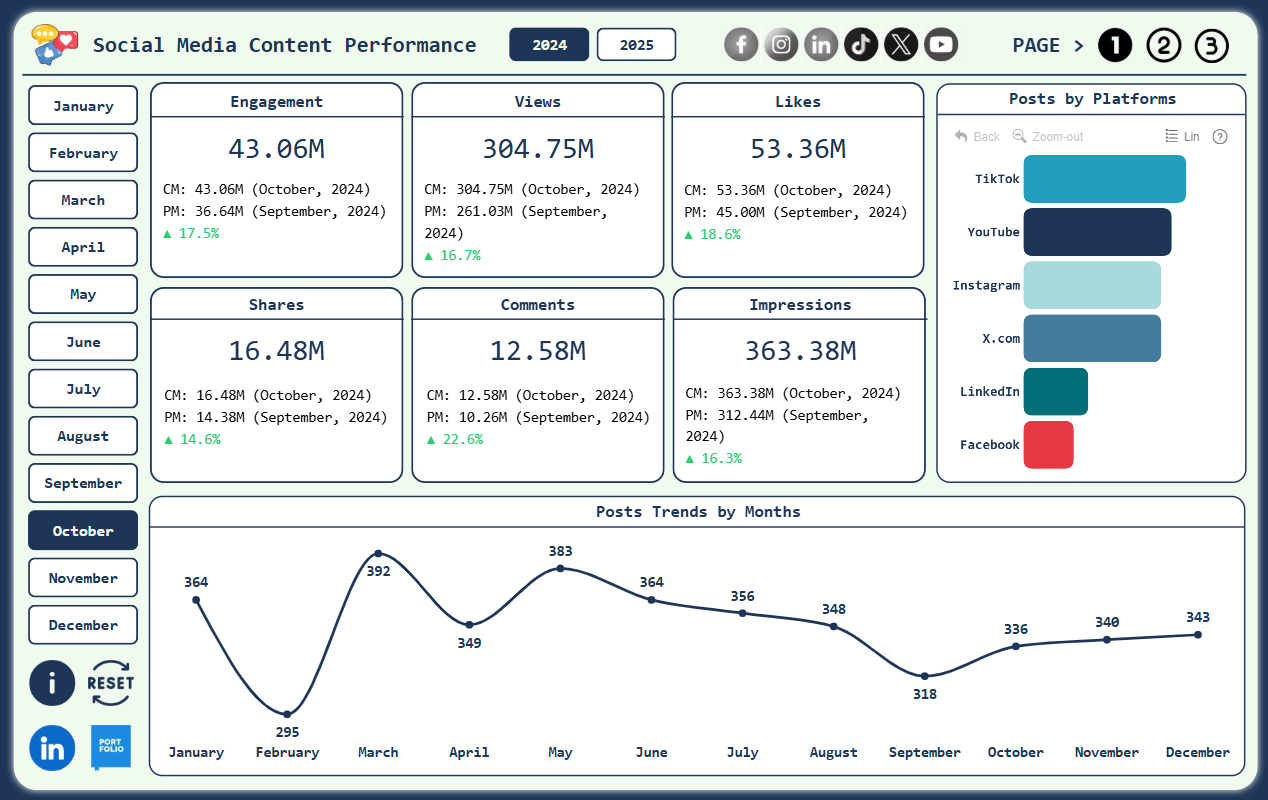 Social Media Content Performance
2024
2025
PAGE >
1
2
3
January
February
March
April
May
June
July
August
September
October
November
December
RESET
PORT
FOLIO
Engagement
43.06M
CM: 43.06M (October, 2024)
PM: 36.64M (September, 2024)
▲ 17.5%
Views
304.75M
CM: 304.75M (October, 2024)
PM: 261.03M (September,
2024)
▲ 16.7%
Likes
53.36M
CM: 53.36M (October, 2024)
PM: 45.00M (September, 2024)
▲ 18.6%
Shares
16.48M
CM: 16.48M (October, 2024)
PM: 14.38M (September, 2024)
▲ 14.6%
Comments
12.58M
CM: 12.58M (October, 2024)
PM: 10.26M (September, 2024)
▲ 22.6%
Impressions
363.38M
CM: 363.38M (October, 2024)
PM: 312.44M (September,
2024)
▲ 16.3%
Posts by Platforms
Back
Zoom-out
Lin
?
TikTok
YouTube
Instagram
X.com
LinkedIn
Facebook
Posts Trends by Months
364
295
392
349
383
364
356
348
318
336
340
343
January
February
March
April
May
June
July
August
September
October
November
December